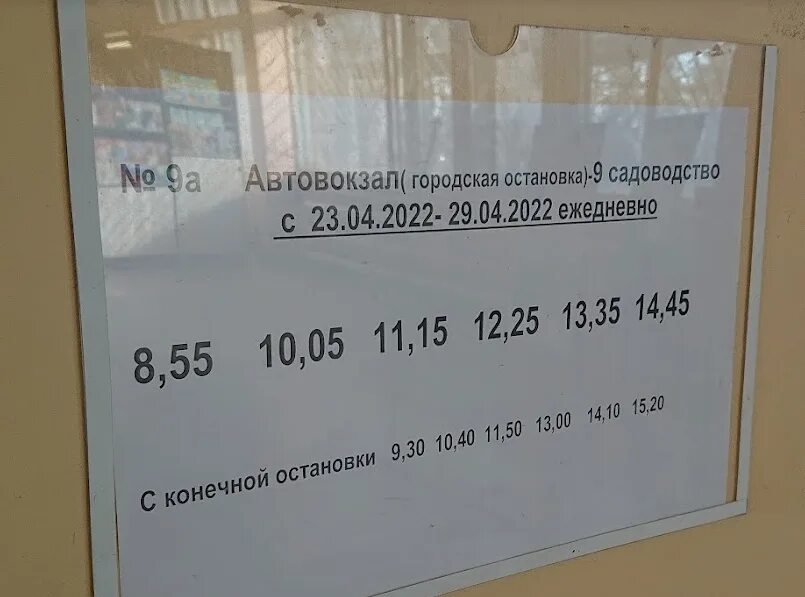 № 9а Автовокзал( городская остановка)-9 садоводство
с 23.04.2022- 29.04.2022 ежедневно
8,55 10,05 11,15 12,25 13,35 14,45
С конечной остановки 9,30 10,40 11,50 13,00 14,10 15,20